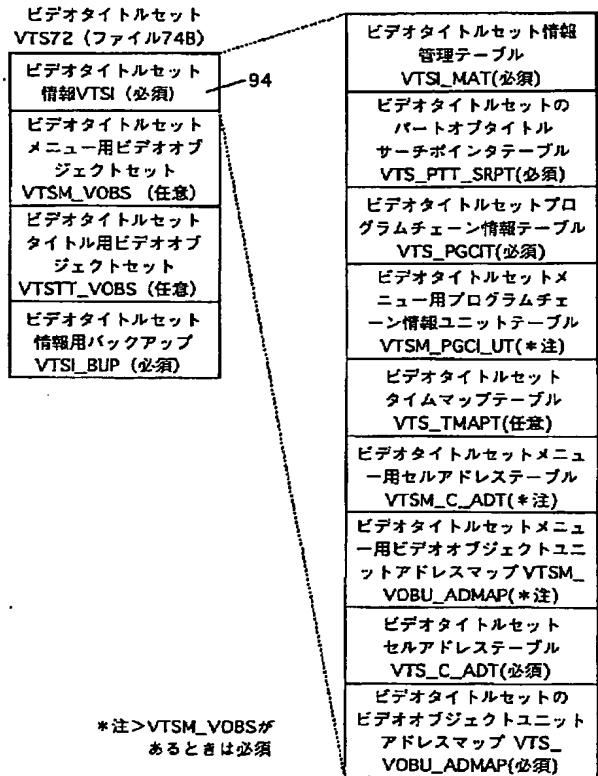 ビデオタイトルセット
VTS72（ファイル74B）
ビデオタイトルセット
情報VTSI（必須）
94
ビデオタイトルセット
メニュー用ビデオオブ
ジェクトセット
VTSM_VOBS（任意）
ビデオタイトルセット
タイトル用ビデオオブ
ジェクトセット
VTSTT_VOBS（任意）
ビデオタイトルセット
情報用バックアップ
VTSI_BUP（必須）
＊注>VTSM_VOBSが
あるときは必須
ビデオタイトルセット情報
管理テーブル
VTSI_MAT(必須)
ビデオタイトルセットの
パートオブタイトル
サーチポインタテーブル
VTS_PTT_SRPT(必須)
ビデオタイトルセットプロ
グラムチェーン情報テーブル
VTS_PGCIT(必須)
ビデオタイトルセットメ
ニュー用プログラムチェ
ーン情報ユニットテーブル
VTSM_PGCI_UT(＊注)
ビデオタイトルセット
タイムマップテーブル
VTS_TMAPT(任意)
ビデオタイトルセットメニュ
ー用セルアドレステーブル
VTSM_C_ADT(＊注)
ビデオタイトルセットメニュ
ー用ビデオオブジェクトユニ
ットアドレスマップ VTSM_
VOBU_ADMAP(＊注)
ビデオタイトルセット
セルアドレステーブル
VTS_C_ADT(必須)
ビデオタイトルセットの
ビデオオブジェクトユニット
アドレスマップ VTS_
VOBU_ADMAP(必須)